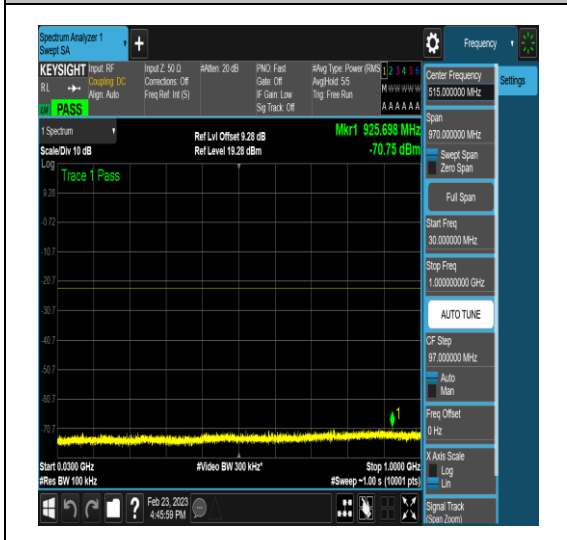 Spectrum Analyzer 1
Swept SA
+
Frequency
KEYSIGHT
RL
PASS
Input: RF
Coupling: DC
Align: Auto
Input Z: 50 Ω
Corrections: Off
Freq Ref: Int (S)
#Atten: 20 dB
PNO: Fast
Gate: Off
IF Gain: Low
Sig Track: Off
#Avg Type: Power (RMS
Avg|Hold: 5/5
Trig: Free Run
1 2 3 4 5 6
M W W W W W
A A A A A A
1 Spectrum
Scale/Div 10 dB
Ref Lvl Offset 9.28 dB
Ref Level 19.28 dBm
Mkr1 925.698 MHz
-70.75 dBm
Log
Trace 1 Pass
9.28
-0.72
-10.7
-20.7
-30.7
-40.7
-50.7
-60.7
-70.7
1
Start 0.0300 GHz
#Res BW 100 kHz
#Video BW 300 kHz*
Stop 1.0000 GHz
#Sweep ~1.00 s (10001 pts)
Feb 23, 2023
4:45:59 PM
?
Center Frequency
515.000000 MHz
Settings
Span
970.000000 MHz
Swept Span
Zero Span
Full Span
Start Freq
30.000000 MHz
Stop Freq
1.000000000 GHz
AUTO TUNE
CF Step
97.000000 MHz
Auto
Man
Freq Offset
0 Hz
X Axis Scale
Log
Lin
Signal Track
(Span Zoom)